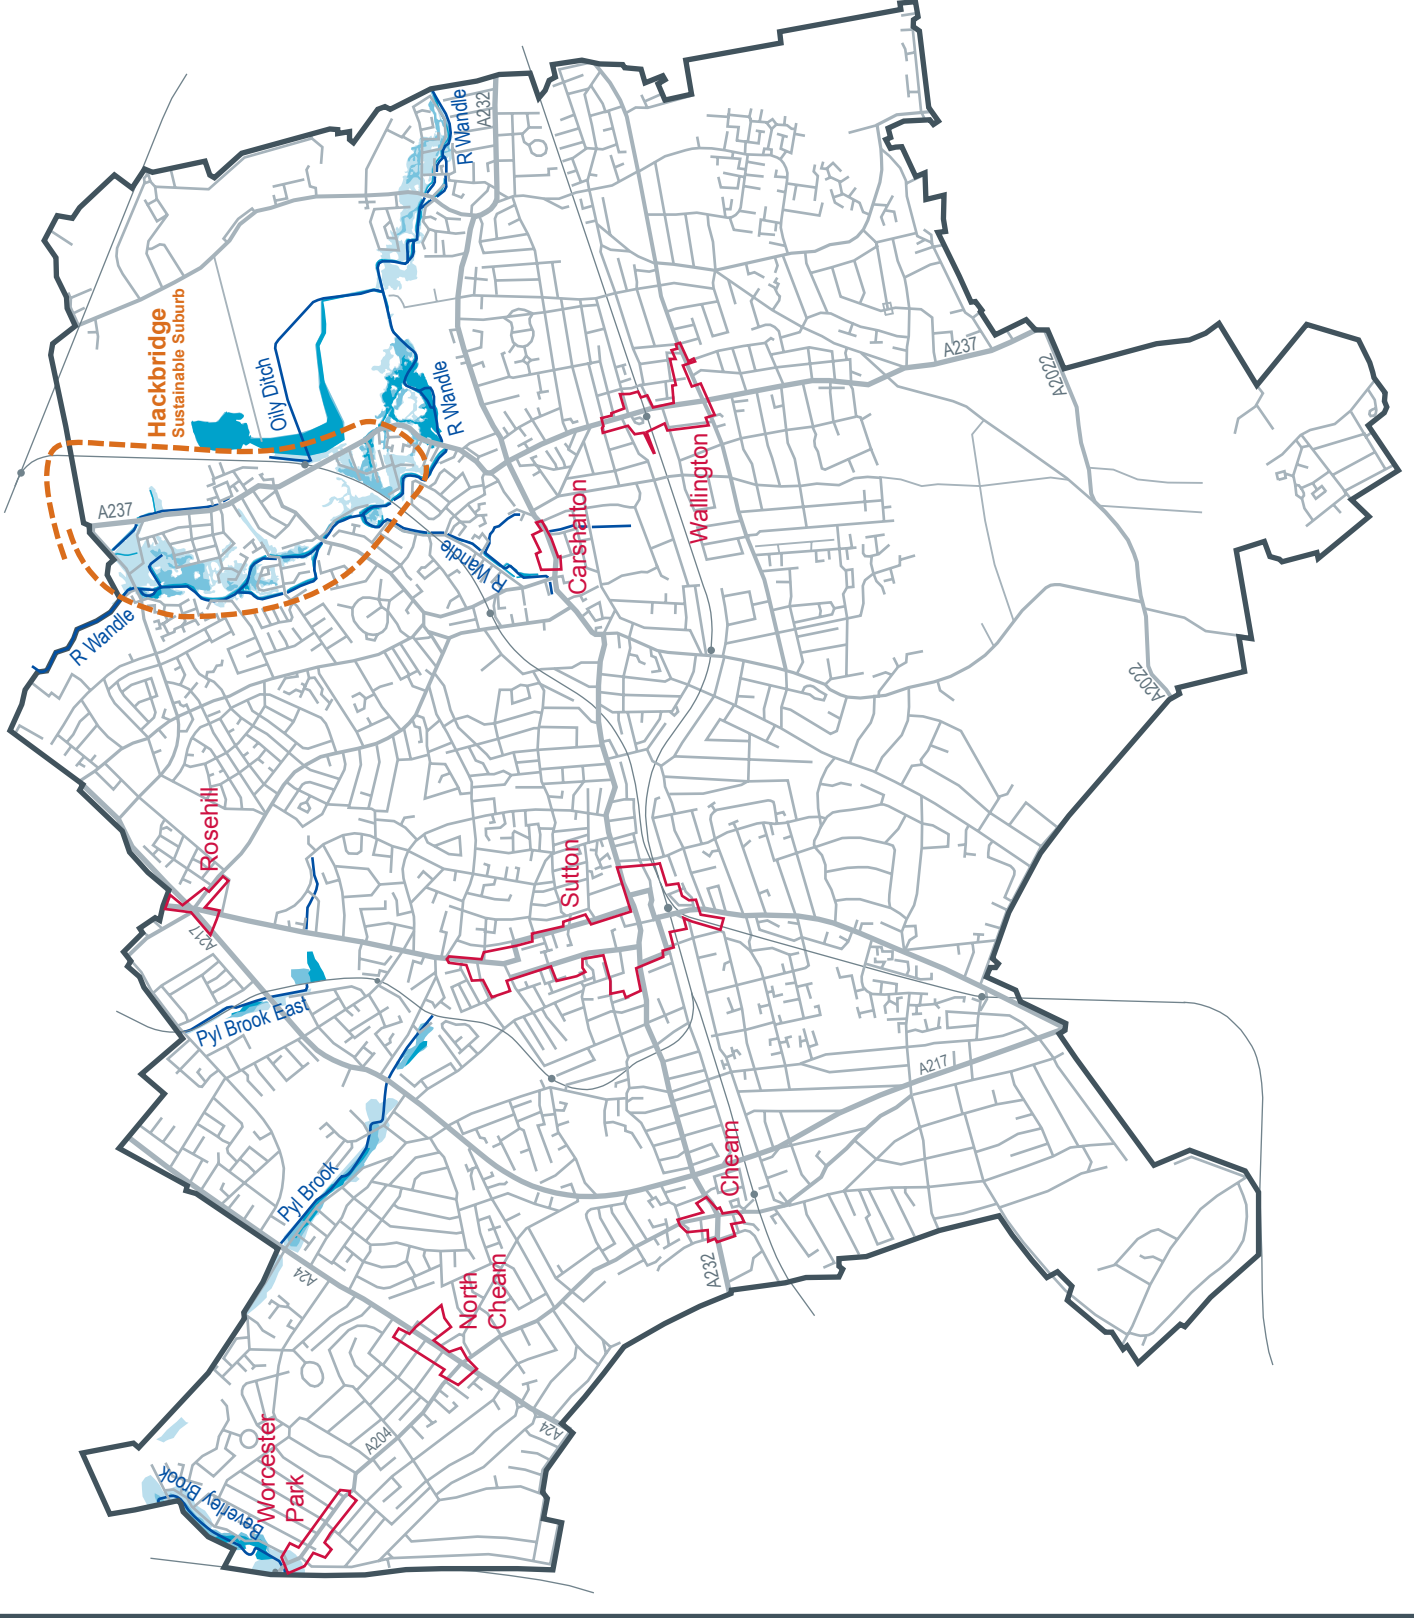 R Wandle
A232
Hackbridge
Sustainable Suburb
Oily Ditch
R Wandle
A237
A2022
A237
Wallington
Carshalton
R Wandle
R Wandle
A2022
Rosehill
Sutton
A217
Pyl Brook East
A217
Pyl Brook
Cheam
A232
A24
North
Cheam
A24
A204
Worcester
Park
Beverley Brook